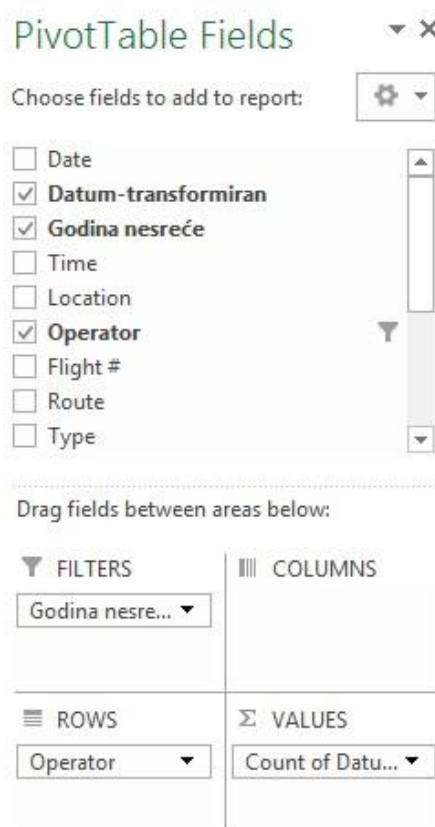 PivotTable Fields
Choose fields to add to report:
Date
Datum-transformiran
Godina nesreće
Time
Location
Operator
Flight #
Route
Type
Drag fields between areas below:
FILTERS
COLUMNS
Godina nesre...
ROWS
Σ VALUES
Operator
Count of Datu...